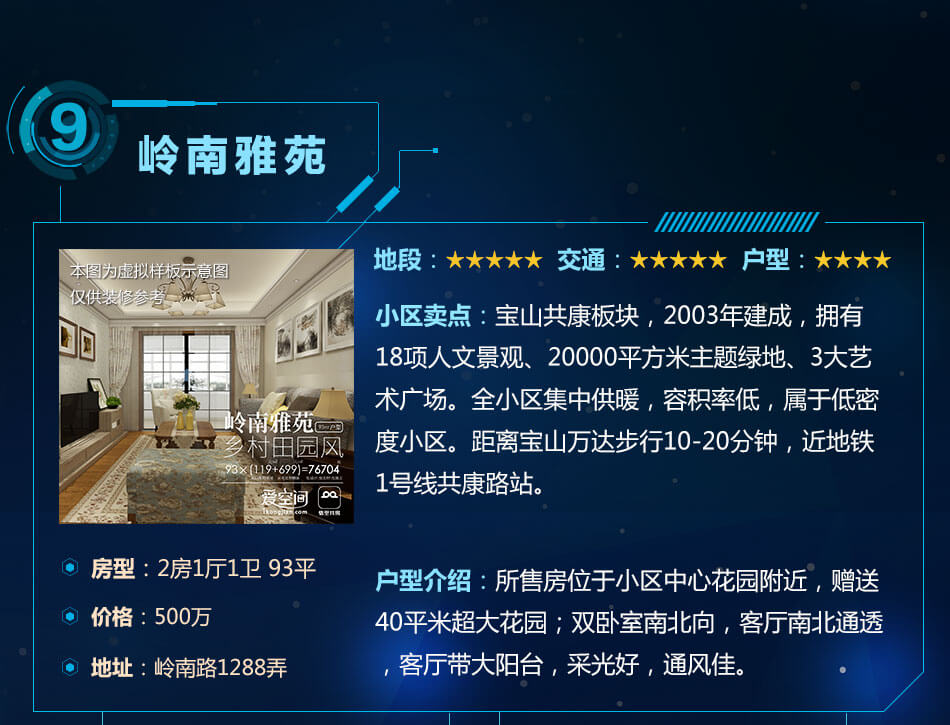 9
岭南雅苑
地段：★★★★★ 交通：★★★★★ 户型：★★★★
本图为虚拟样板示意图
仅供装修参考
岭南雅苑 93㎡户型
乡村田园风
93×(119+699)=76704
爱空间
ikongjian.com
小区卖点：宝山共康板块，2003年建成，拥有
18项人文景观、20000平方米主题绿地、3大艺
术广场。全小区集中供暖，容积率低，属于低密
度小区。距离宝山万达步行10-20分钟，近地铁
1号线共康路站。
房型：2房1厅1卫 93平
价格：500万
地址：岭南路1288弄
户型介绍：所售房位于小区中心花园附近，赠送
40平米超大花园；双卧室南北向，客厅南北通透
，客厅带大阳台，采光好，通风佳。